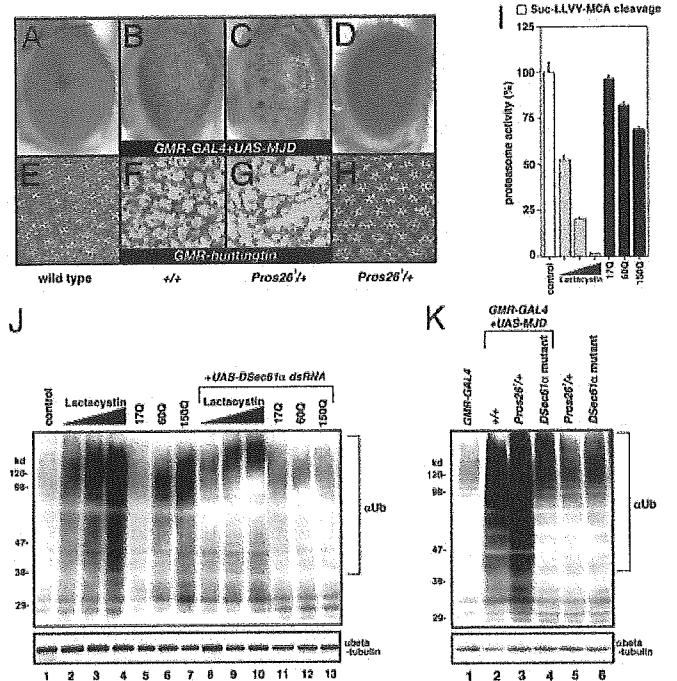 A B C D
GMR-GAL4+UAS-MJD
E F G H
GMR-huntingtin
wild type +/+ Pros26¹/+ Pros26¹/+
I
Suc-LLVY-MCA cleavage
proteasome activity (%)
125
100
75
50
25
0
control Lactacystin 17Q 60Q 150Q
J
+UAS-DSec61α dsRNA
control Lactacystin 17Q 60Q 150Q Lactacystin 17Q 60Q 150Q
kd
120-
98-
47-
38-
29-
αUb
αbeta
-tubulin
1 2 3 4 5 6 7 8 9 10 11 12 13
K
GMR-GAL4
+UAS-MJD
GMR-GAL4 +/+ Pros26¹/+ DSec61α mutant Pros26¹/+ DSec61α mutant
kd
120-
98-
47-
38-
29-
αUb
αbeta
-tubulin
1 2 3 4 5 6